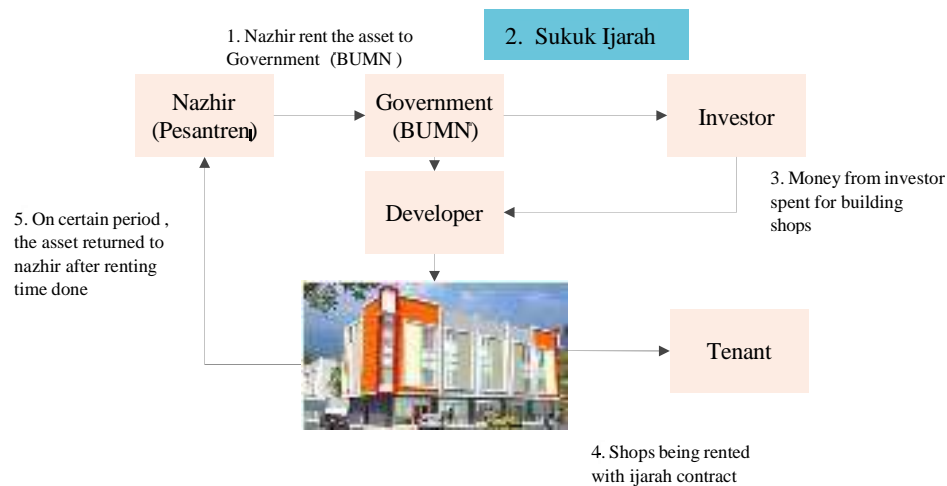 1. Nazhir rent the asset to
Government (BUMN )
2. Sukuk Ijarah
Nazhir
(Pesantren)
Government
(BUMN)
Investor
Developer
3. Money from investor
spent for building
shops
5. On certain period ,
the asset returned to
nazhir after renting
time done
Tenant
4. Shops being rented
with ijarah contract